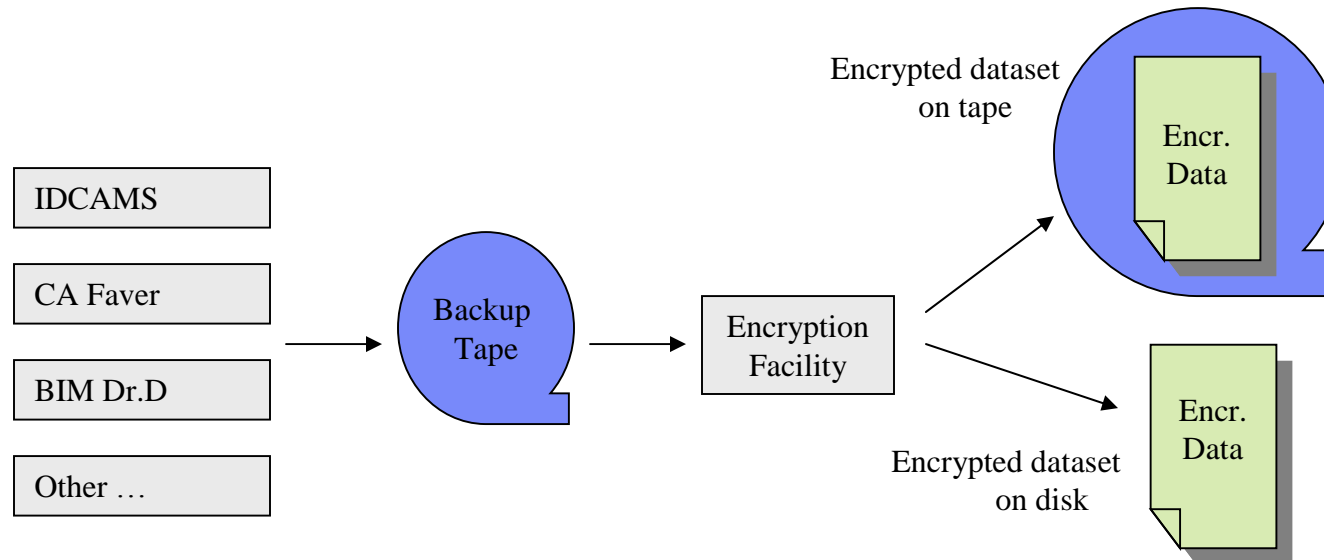 IDCAMS
CA Faver
BIM Dr.D
Other …
Backup
Tape
Encryption
Facility
Encrypted dataset
on tape
Encr.
Data
Encrypted dataset
on disk
Encr.
Data